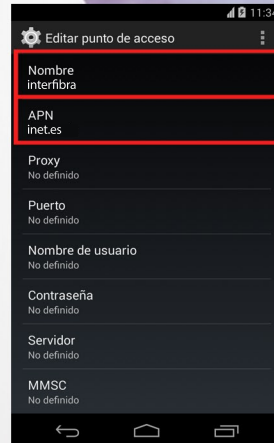 11:34
Editar punto de acceso
Nombre
interfibra
APN
inet.es
Proxy
No definido
Puerto
No definido
Nombre de usuario
No definido
Contraseña
No definido
Servidor
No definido
MMSC
No definido